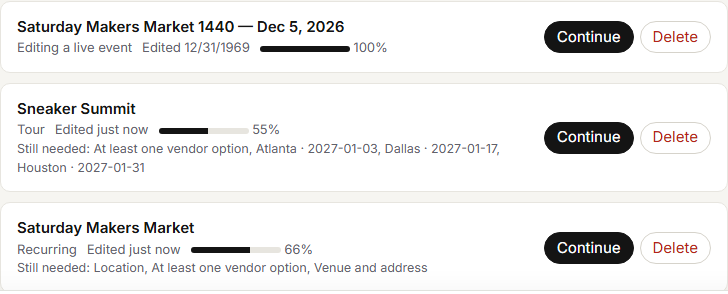 Saturday Makers Market 1440 — Dec 5, 2026
Editing a live event Edited 12/31/1969 100%
Continue Delete
Sneaker Summit
Tour Edited just now 55%
Still needed: At least one vendor option, Atlanta · 2027-01-03, Dallas · 2027-01-17,
Houston · 2027-01-31
Continue Delete
Saturday Makers Market
Recurring Edited just now 66%
Still needed: Location, At least one vendor option, Venue and address
Continue Delete